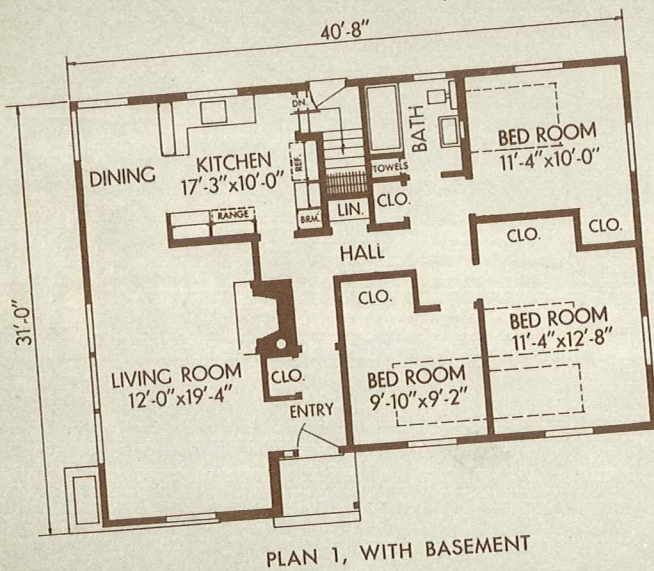 40'-8"
31'-0"
DINING
KITCHEN
17'-3"x10'-0"
RANGE
REF.
BRM.
DN.
LIN.
TOWELS
CLO.
BATH
BED ROOM
11'-4"x10'-0"
CLO.
CLO.
HALL
CLO.
BED ROOM
11'-4"x12'-8"
BED ROOM
9'-10"x9'-2"
LIVING ROOM
12'-0"x19'-4"
CLO.
ENTRY
PLAN 1, WITH BASEMENT